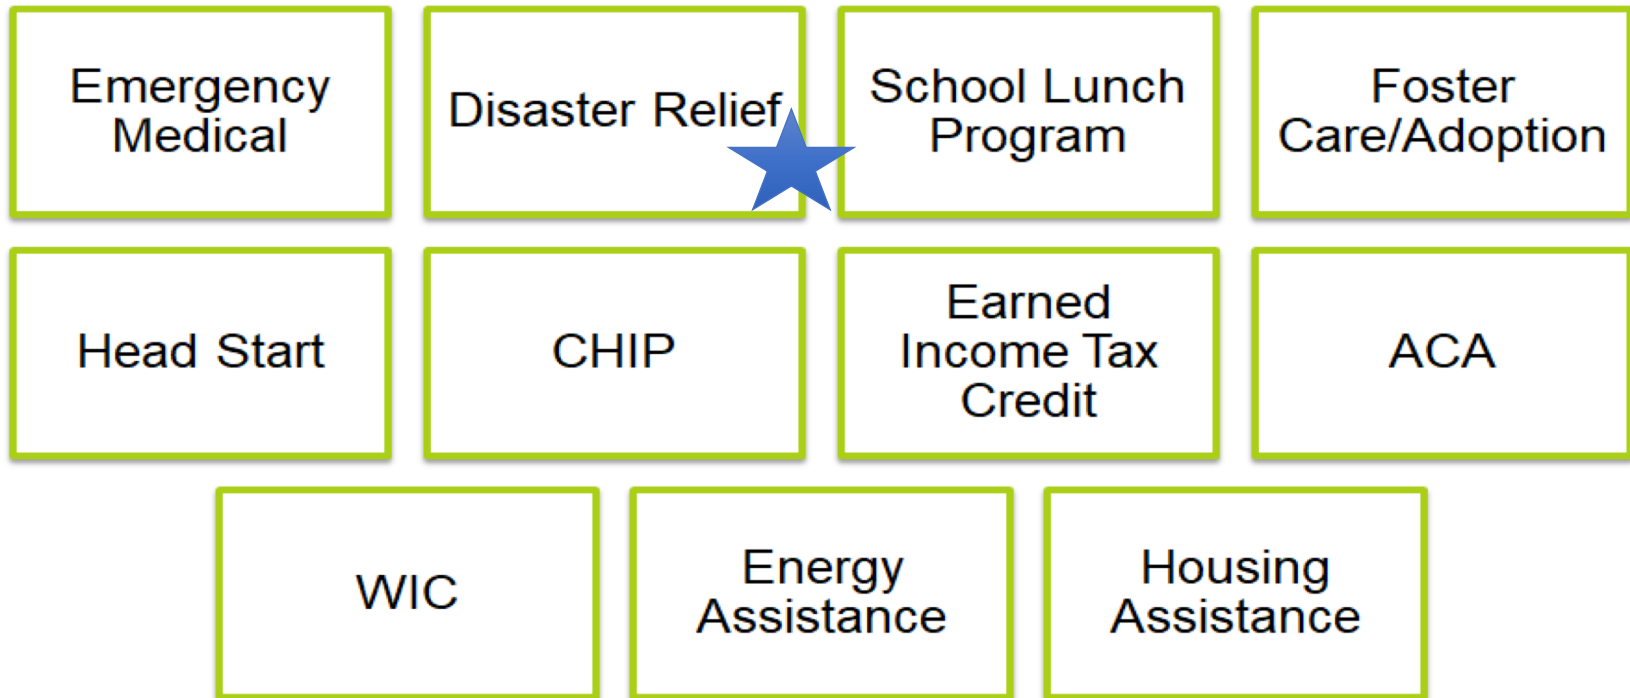 Emergency
Medical
Disaster Relief
School Lunch
Program
Foster
Care/Adoption
Head Start
CHIP
Earned
Income Tax
Credit
ACA
WIC
Energy
Assistance
Housing
Assistance